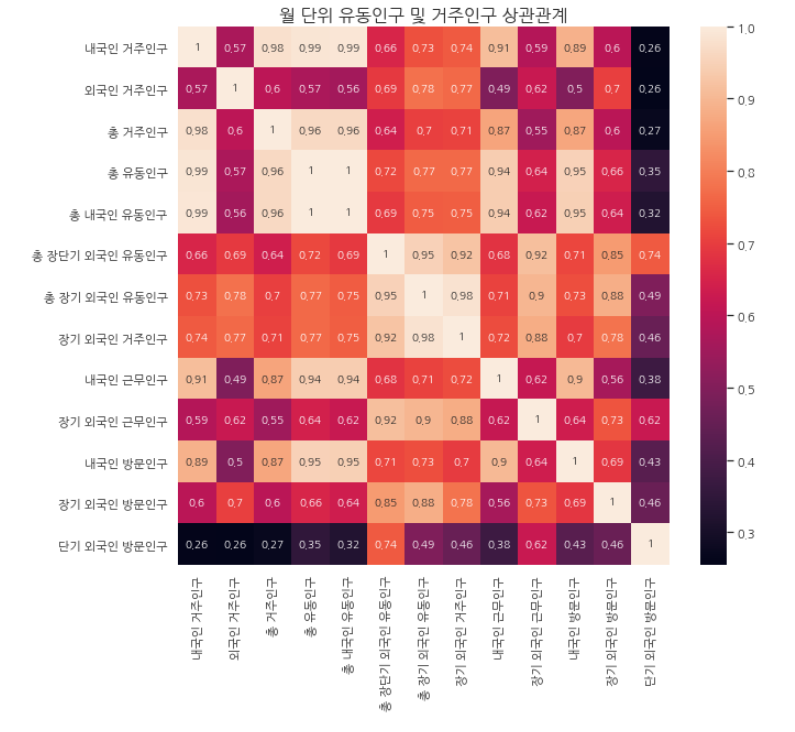 월 단위 유동인구 및 거주인구 상관관계
내국인 거주인구 1 0.57 0.98 0.99 0.99 0.66 0.73 0.74 0.91 0.59 0.89 0.6 0.26
외국인 거주인구 0.57 1 0.6 0.57 0.56 0.69 0.78 0.77 0.49 0.62 0.5 0.7 0.26
총 거주인구 0.98 0.6 1 0.96 0.96 0.64 0.7 0.71 0.87 0.55 0.87 0.6 0.27
총 유동인구 0.99 0.57 0.96 1 1 0.72 0.77 0.77 0.94 0.64 0.95 0.66 0.35
총 내국인 유동인구 0.99 0.56 0.96 1 1 0.69 0.75 0.75 0.94 0.62 0.95 0.64 0.32
총 장단기 외국인 유동인구 0.66 0.69 0.64 0.72 0.69 1 0.95 0.92 0.68 0.92 0.71 0.85 0.74
총 장기 외국인 유동인구 0.73 0.78 0.7 0.77 0.75 0.95 1 0.98 0.71 0.9 0.73 0.88 0.49
장기 외국인 거주인구 0.74 0.77 0.71 0.77 0.75 0.92 0.98 1 0.72 0.88 0.7 0.78 0.46
내국인 근무인구 0.91 0.49 0.87 0.94 0.94 0.68 0.71 0.72 1 0.62 0.9 0.56 0.38
장기 외국인 근무인구 0.59 0.62 0.55 0.64 0.62 0.92 0.9 0.88 0.62 1 0.64 0.73 0.62
내국인 방문인구 0.89 0.5 0.87 0.95 0.95 0.71 0.73 0.7 0.9 0.64 1 0.69 0.43
장기 외국인 방문인구 0.6 0.7 0.6 0.66 0.64 0.85 0.88 0.78 0.56 0.73 0.69 1 0.46
단기 외국인 방문인구 0.26 0.26 0.27 0.35 0.32 0.74 0.49 0.46 0.38 0.62 0.43 0.46 1
내국인 거주인구
외국인 거주인구
총 거주인구
총 유동인구
총 내국인 유동인구
총 장단기 외국인 유동인구
총 장기 외국인 유동인구
장기 외국인 거주인구
내국인 근무인구
장기 외국인 근무인구
내국인 방문인구
장기 외국인 방문인구
단기 외국인 방문인구
1.0
0.9
0.8
0.7
0.6
0.5
0.4
0.3